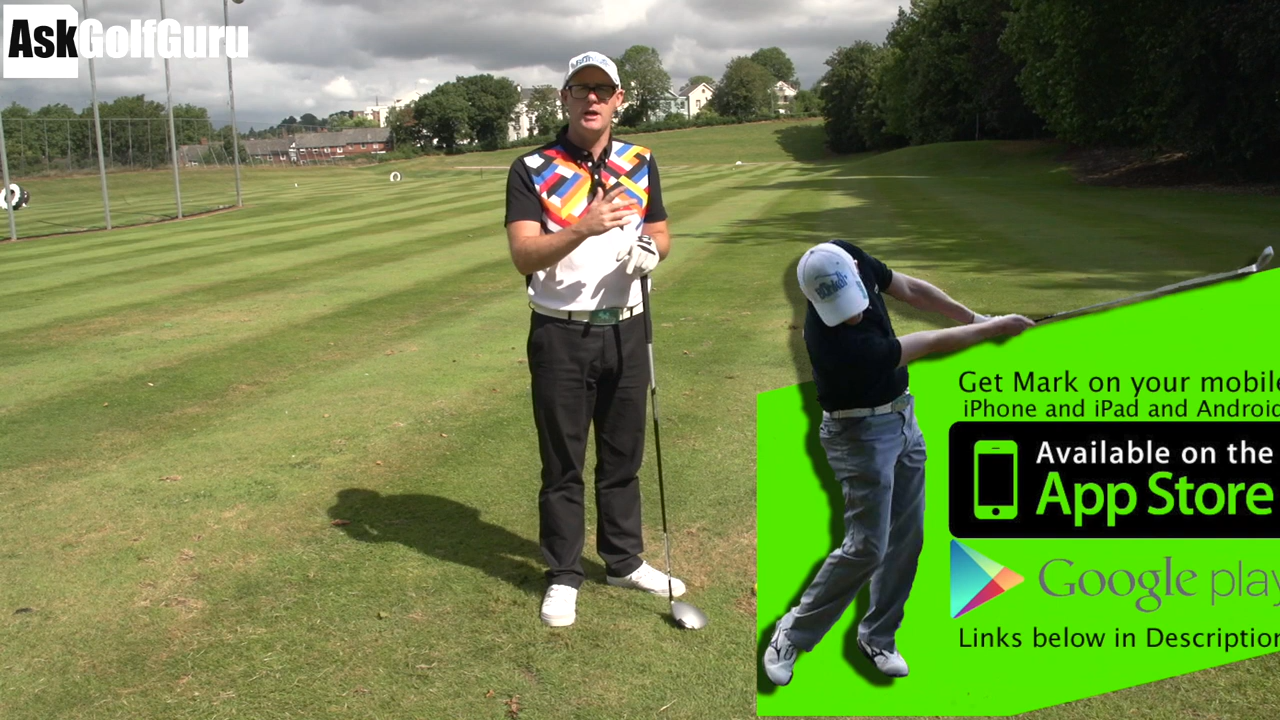 AskGolfGuru
Get Mark on your mobile
iPhone and iPad and Android
Available on the
App Store
Google play
Links below in Description